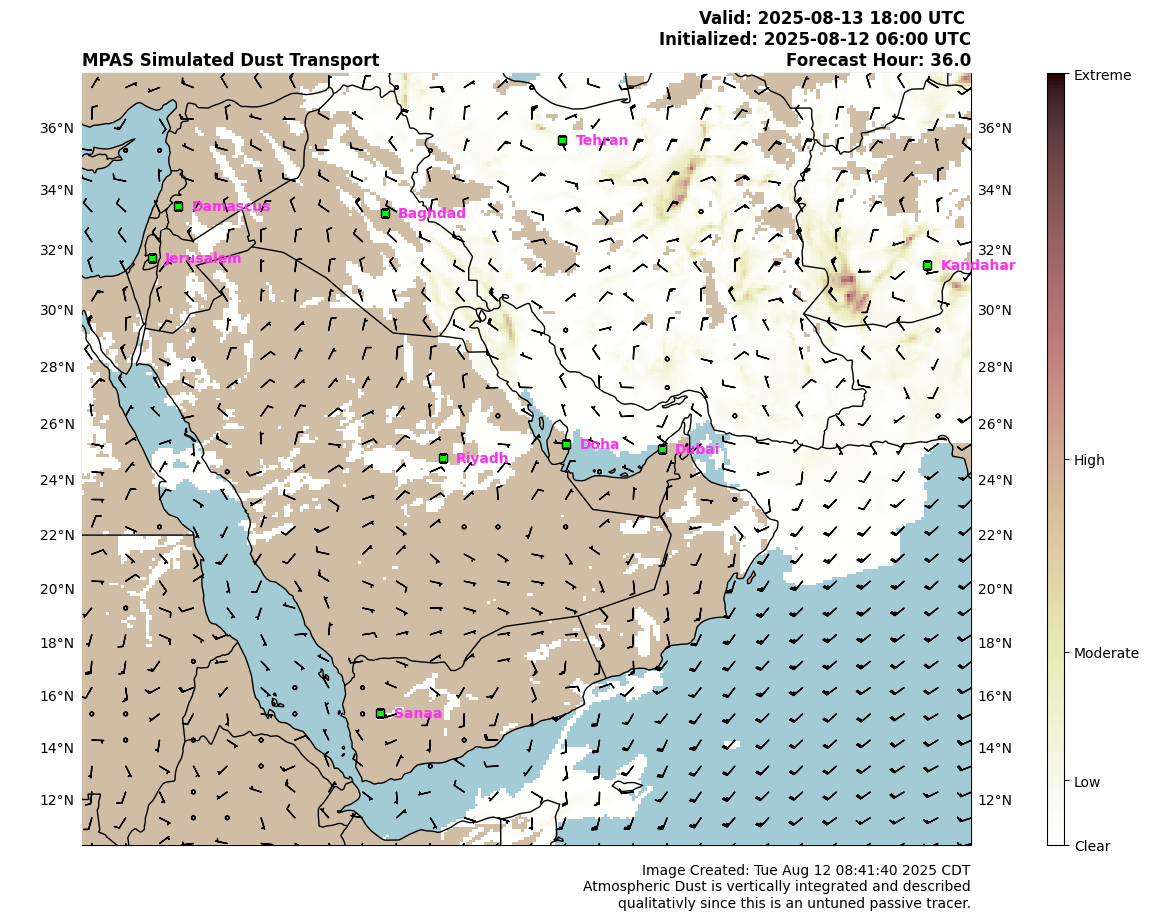 Valid: 2025-08-13 18:00 UTC
Initialized: 2025-08-12 06:00 UTC
MPAS Simulated Dust Transport
Forecast Hour: 36.0
Extreme
36°N
Tehran
36°N
34°N
Damascus
Baghdad
34°N
32°N
Jerusalem
Kandahar
32°N
30°N
30°N
28°N
28°N
26°N
Doha
Dubai
26°N
Riyadh
High
24°N
24°N
22°N
22°N
20°N
20°N
18°N
18°N
Moderate
16°N
16°N
Sanaa
14°N
14°N
Low
12°N
12°N
Clear
Image Created: Tue Aug 12 08:41:40 2025 CDT
Atmospheric Dust is vertically integrated and described
qualitativly since this is an untuned passive tracer.